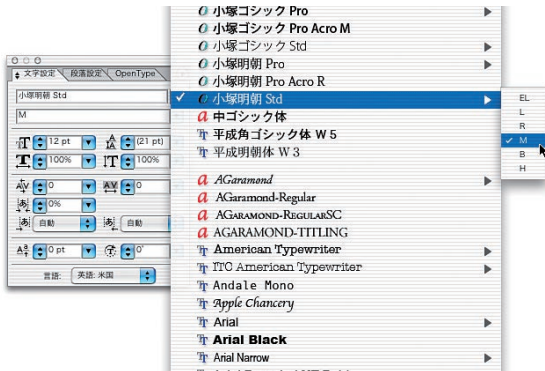 文字設定 段落設定 OpenType
小塚明朝 Std
M
12 pt (21 pt)
100% 100%
0 0
0%
自動 自動
0 pt 0°
言語: 英語: 米国
小塚ゴシック Pro
小塚ゴシック Pro Acro M
小塚ゴシック Std
小塚明朝 Pro
小塚明朝 Pro Acro R
小塚明朝 Std
中ゴシック体
平成角ゴシック体 W 5
平成明朝体 W 3
AGaramond
AGaramond-Regular
AGaramond-RegularSC
AGARAMOND-TITLING
American Typewriter
ITC American Typewriter
Andale Mono
Apple Chancery
Arial
Arial Black
Arial Narrow
EL
L
R
M
B
H